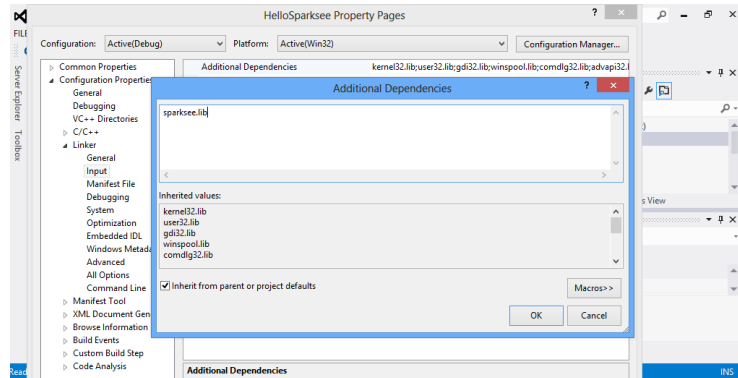 HelloSparksee Property Pages
? ×
FILE
Configuration: Active(Debug) Platform: Active(Win32) Configuration Manager...
Server Explorer
Toolbox
Common Properties
Configuration Properties
General
Debugging
VC++ Directories
C/C++
Linker
General
Input
Manifest File
Debugging
System
Optimization
Embedded IDL
Windows Metada
Advanced
All Options
Command Line
Manifest Tool
XML Document Gen
Browse Information
Build Events
Custom Build Step
Code Analysis
Additional Dependencies kernel32.lib;user32.lib;gdi32.lib;winspool.lib;comdlg32.lib;advapi32.l
Additional Dependencies
? ×
sparksee.lib
Inherited values:
kernel32.lib
user32.lib
gdi32.lib
winspool.lib
comdlg32.lib
Inherit from parent or project defaults
Macros>>
OK Cancel
Additional Dependencies
s View
Read
INS